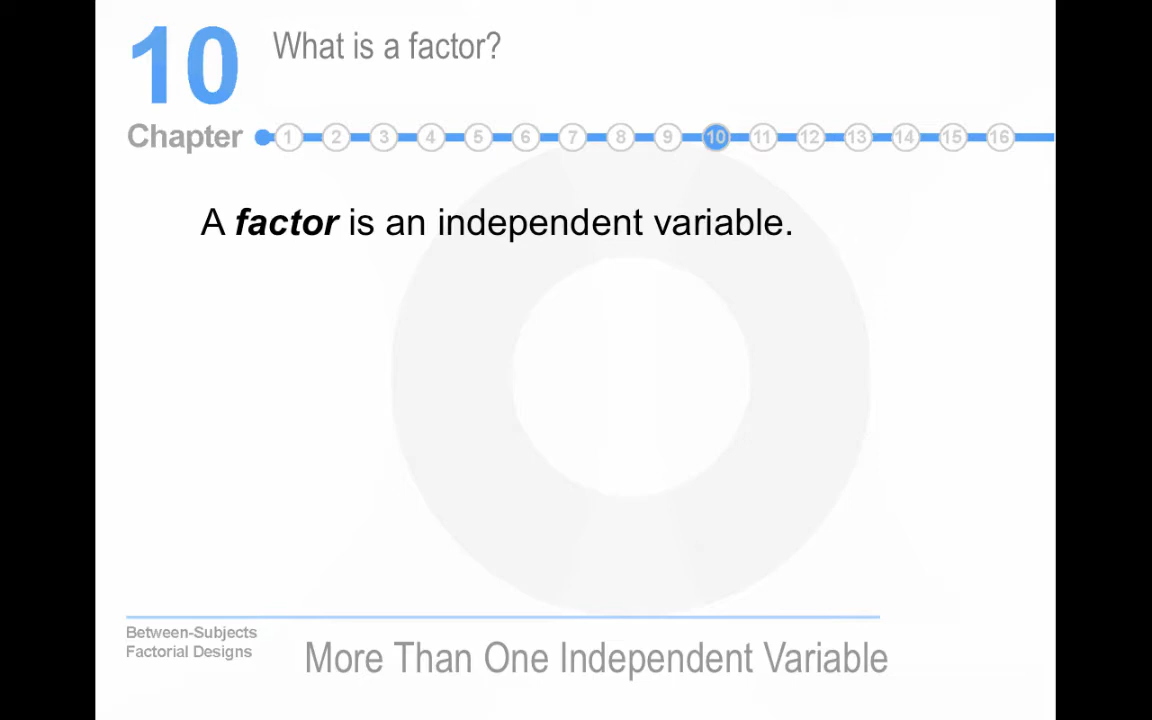 10
What is a factor?
Chapter
1 2 3 4 5 6 7 8 9 10 11 12 13 14 15 16
A factor is an independent variable.
Between-Subjects
Factorial Designs
More Than One Independent Variable